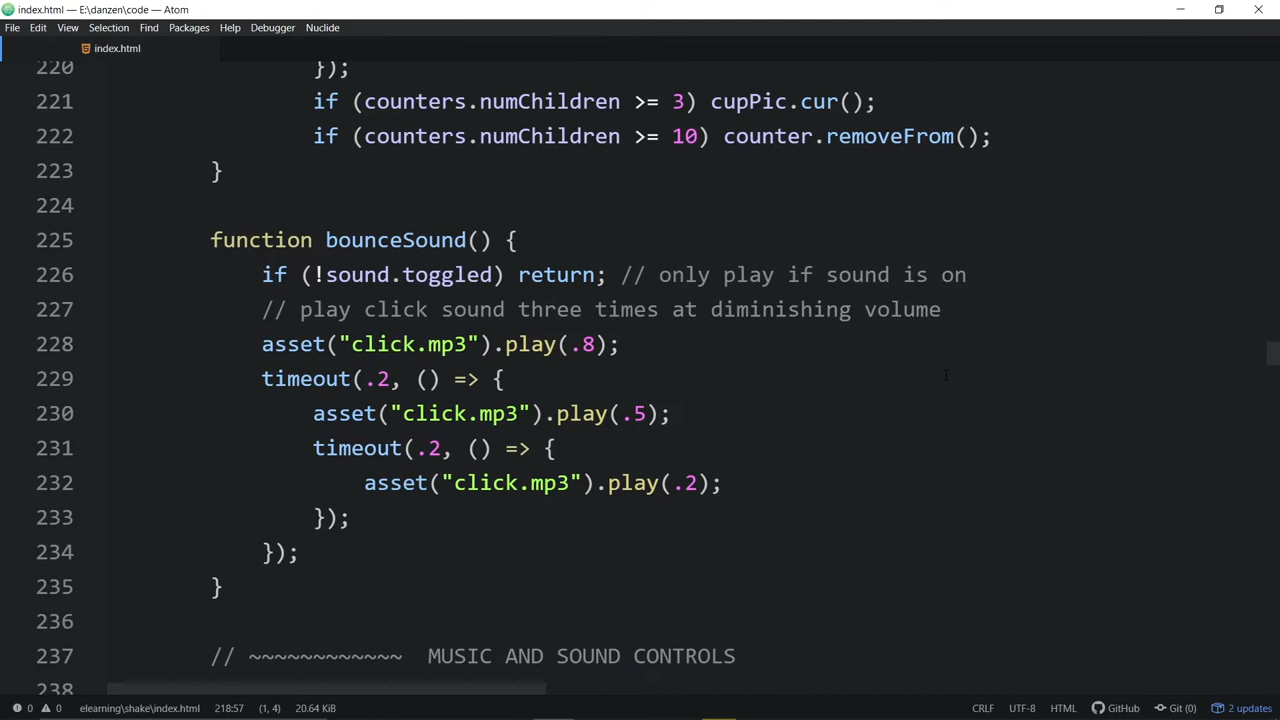 index.html — E:\danzen\code — Atom
File Edit View Selection Find Packages Help Debugger Nuclide
index.html
220 });
221 if (counters.numChildren >= 3) cupPic.cur();
222 if (counters.numChildren >= 10) counter.removeFrom();
223 }
224
225 function bounceSound() {
226 if (!sound.toggled) return; // only play if sound is on
227 // play click sound three times at diminishing volume
228 asset("click.mp3").play(.8);
229 timeout(.2, () => {
230 asset("click.mp3").play(.5);
231 timeout(.2, () => {
232 asset("click.mp3").play(.2);
233 });
234 });
235 }
236
237 // ~~~~~~~~~~~~ MUSIC AND SOUND CONTROLS
238
0 0 elearning\shake\index.html 218:57 (1, 4) 20.64 KiB CRLF UTF-8 HTML GitHub Git (0) 2 updates